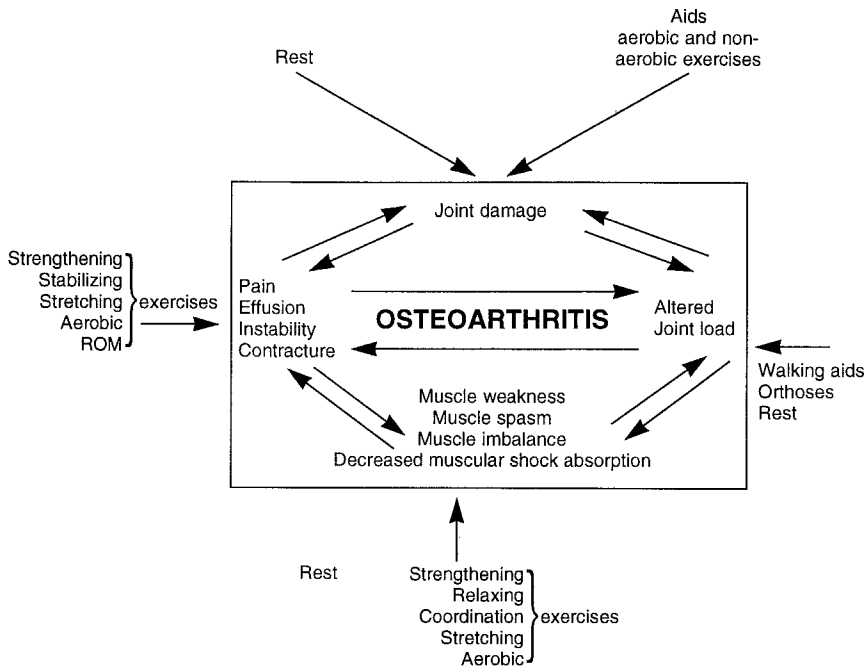 Aids
aerobic and non-
aerobic exercises
Rest
Joint damage
Strengthening
Stabilizing
Stretching
Aerobic
ROM
exercises
Pain
Effusion
Instability
Contracture
OSTEOARTHRITIS
Altered
Joint load
Walking aids
Orthoses
Rest
Muscle weakness
Muscle spasm
Muscle imbalance
Decreased muscular shock absorption
Rest
Strengthening
Relaxing
Coordination
Stretching
Aerobic
exercises